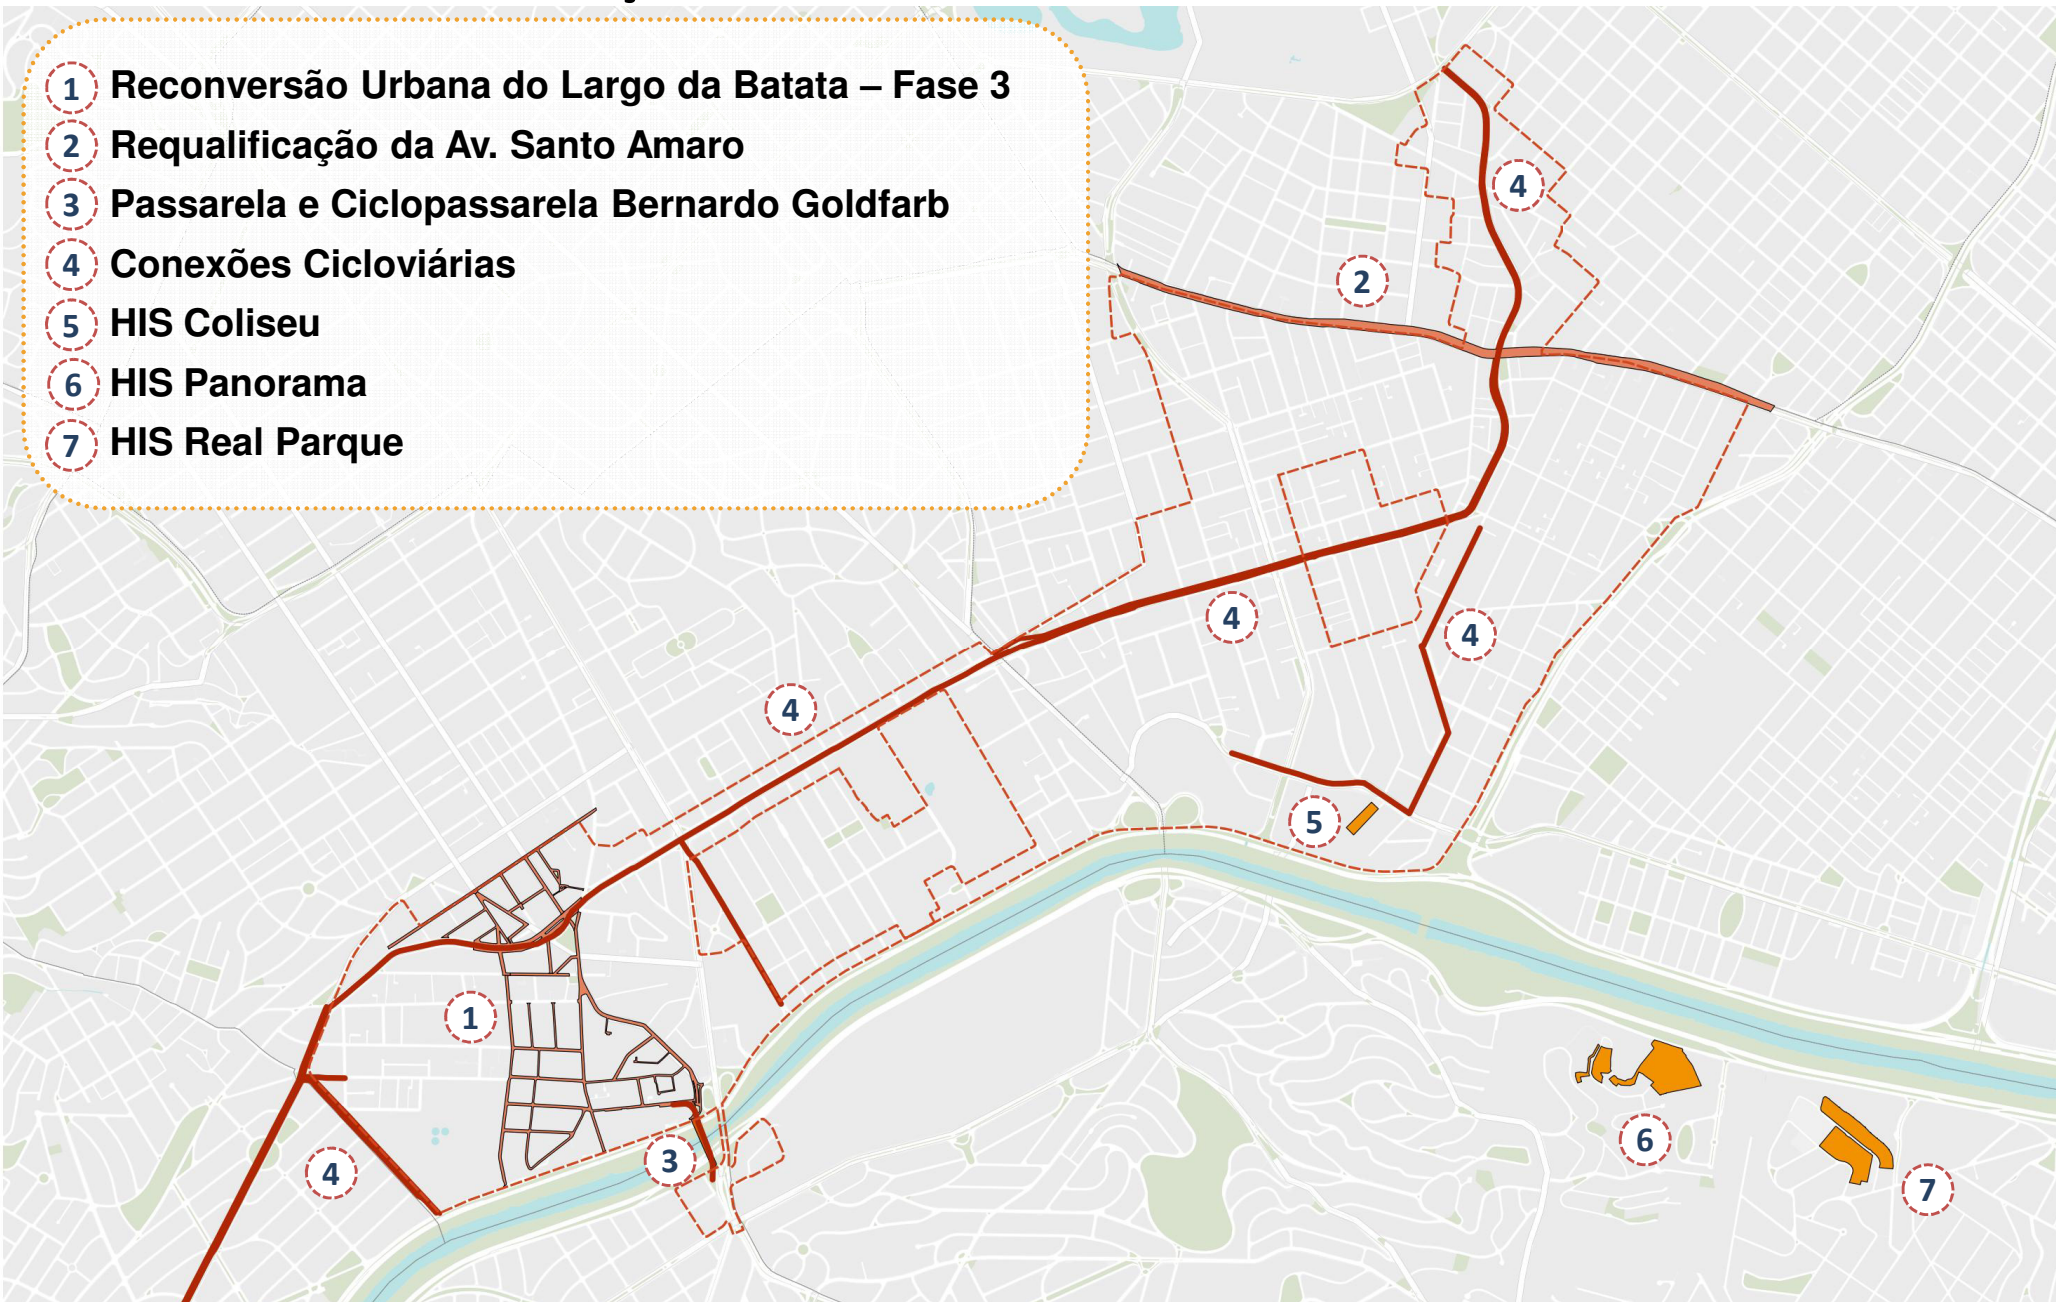 1 Reconversão Urbana do Largo da Batata – Fase 3
2 Requalificação da Av. Santo Amaro
3 Passarela e Ciclopassarela Bernardo Goldfarb
4 Conexões Cicloviárias
5 HIS Coliseu
6 HIS Panorama
7 HIS Real Parque
4
2
4
4
4
5
1
6
3
4
7